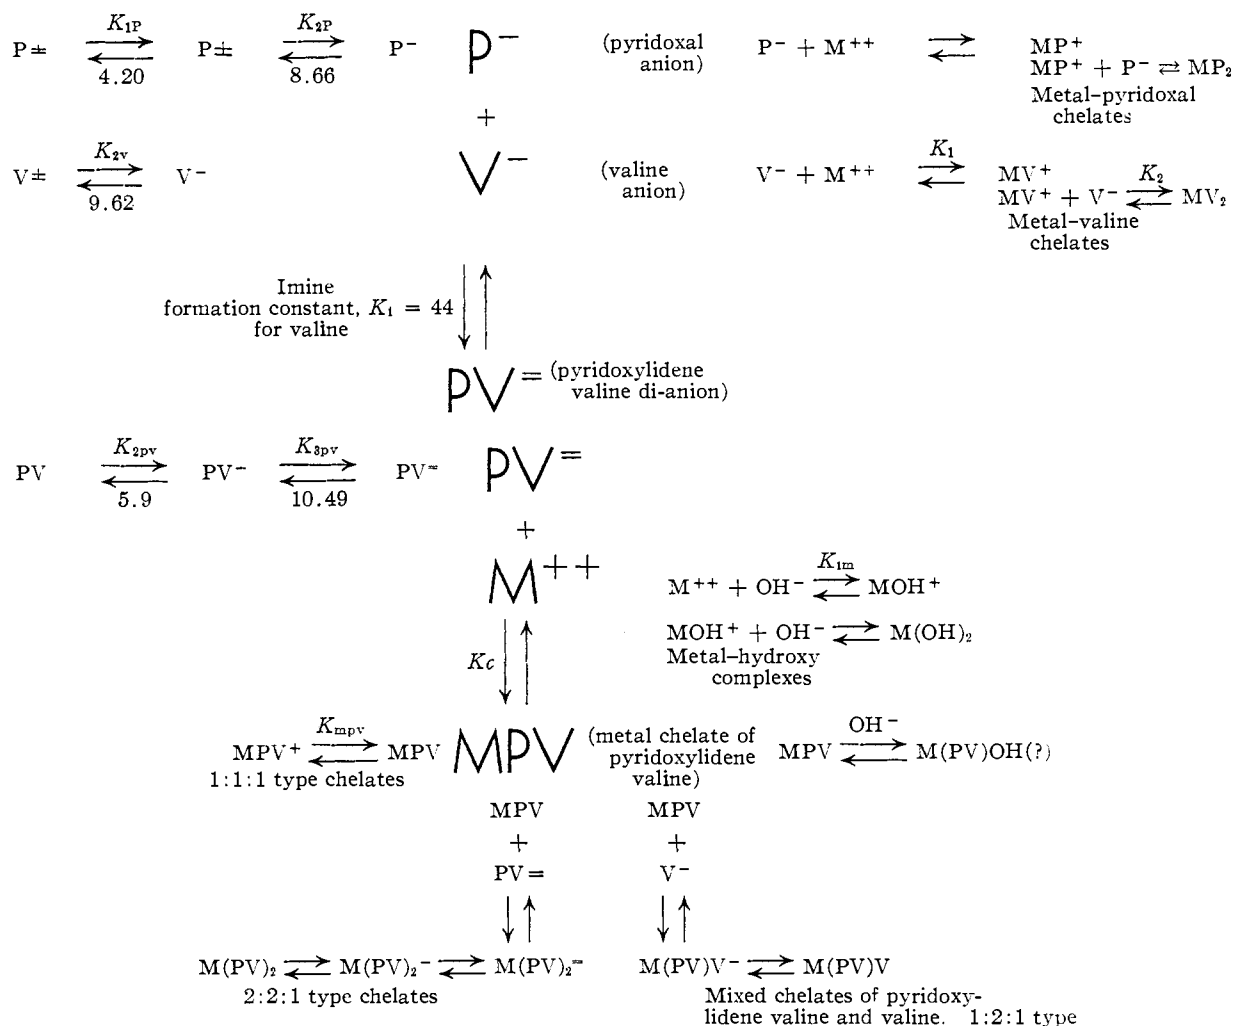 P± ⇄ P± ⇄ P⁻ P⁻ (pyridoxal anion) P⁻ + M⁺⁺ ⇄ MP⁺
K1P K2P
4.20 8.66
MP⁺ + P⁻ ⇄ MP₂
Metal-pyridoxal
chelates
+
V± ⇄ V⁻ V⁻ (valine anion) V⁻ + M⁺⁺ ⇄ MV⁺
K2v K₁
9.62
MV⁺ + V⁻ ⇄ MV₂
K₂
Metal-valine
chelates
Imine
formation constant, K₁ = 44
for valine
PV⁼ (pyridoxylidene
valine di-anion)
PV ⇄ PV⁻ ⇄ PV⁼ PV⁼
K2pv K3pv
5.9 10.49
+
M⁺⁺
K1m
M⁺⁺ + OH⁻ ⇄ MOH⁺
MOH⁺ + OH⁻ ⇄ M(OH)₂
Metal-hydroxy
complexes
Kc
Kmpv
MPV⁺ ⇄ MPV MPV (metal chelate of
pyridoxylidene
valine)
1:1:1 type chelates
OH⁻
MPV ⇄ M(PV)OH(?)
MPV MPV
+ +
PV= V⁻
M(PV)₂ ⇄ M(PV)₂⁻ ⇄ M(PV)₂⁼ M(PV)V⁻ ⇄ M(PV)V
2:2:1 type chelates
Mixed chelates of pyridoxy-
lidene valine and valine. 1:2:1 type